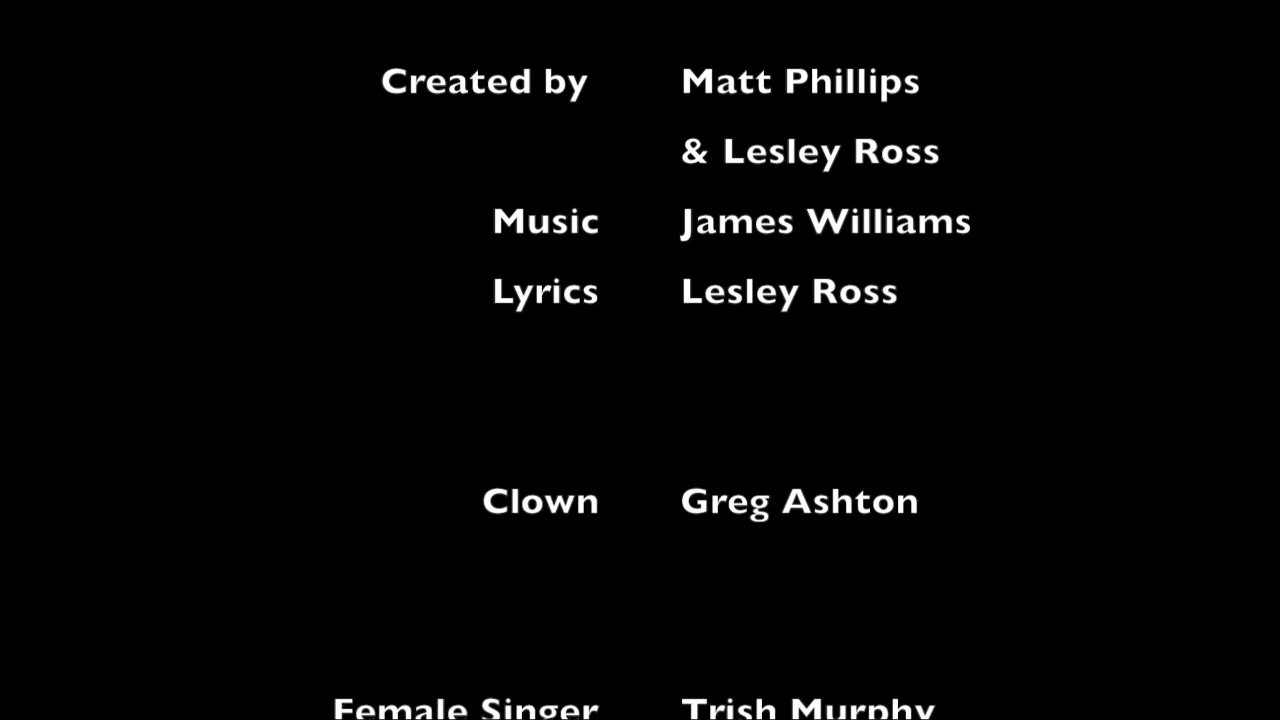 Created by Matt Phillips
& Lesley Ross
Music James Williams
Lyrics Lesley Ross
Clown Greg Ashton
Female Singer Trish Murphy